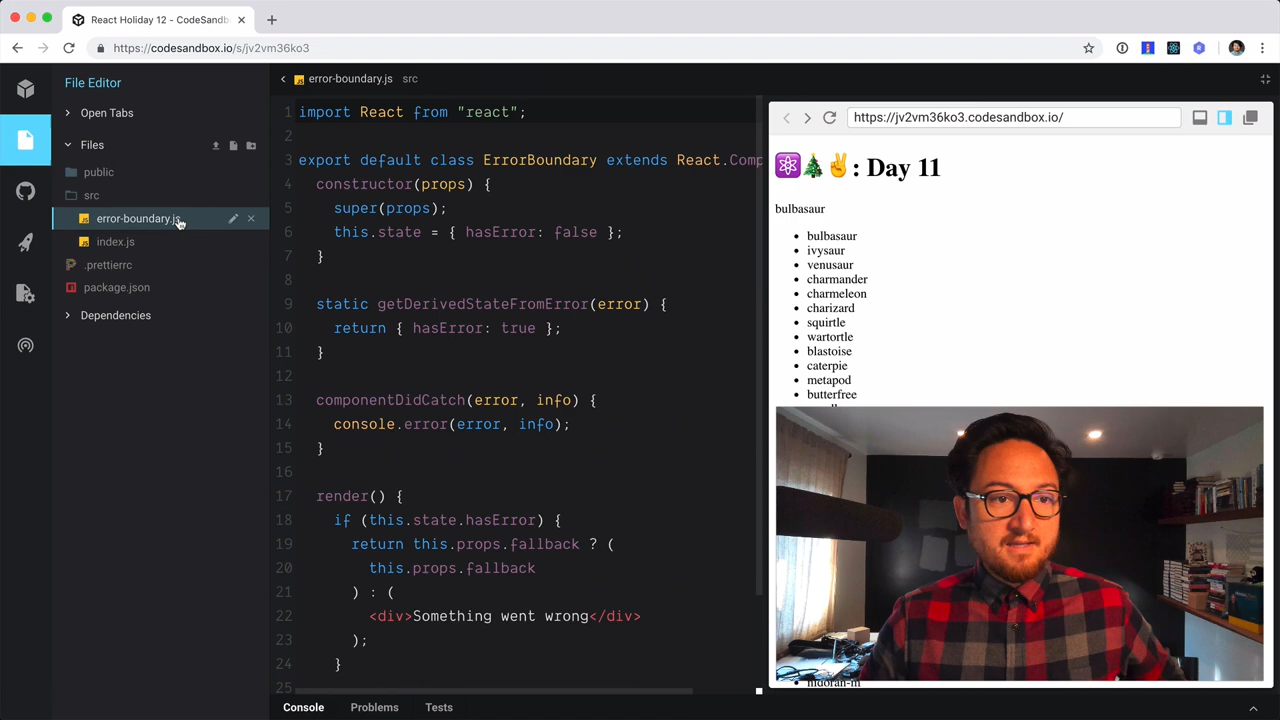 React Holiday 12 - CodeSandb
https://codesandbox.io/s/jv2vm36ko3
File Editor
Open Tabs
Files
public
src
error-boundary.js
index.js
.prettierrc
package.json
Dependencies
error-boundary.js src
1 import React from "react";
2
3 export default class ErrorBoundary extends React.Comp
4 constructor(props) {
5 super(props);
6 this.state = { hasError: false };
7 }
8
9 static getDerivedStateFromError(error) {
10 return { hasError: true };
11 }
12
13 componentDidCatch(error, info) {
14 console.error(error, info);
15 }
16
17 render() {
18 if (this.state.hasError) {
19 return this.props.fallback ? (
20 this.props.fallback
21 ) : (
22 <div>Something went wrong</div>
23 );
24 }
25
Console Problems Tests
https://jv2vm36ko3.codesandbox.io/
⚛️🎄✌️: Day 11
bulbasaur
• bulbasaur
• ivysaur
• venusaur
• charmander
• charmeleon
• charizard
• squirtle
• wartortle
• blastoise
• caterpie
• metapod
• butterfree